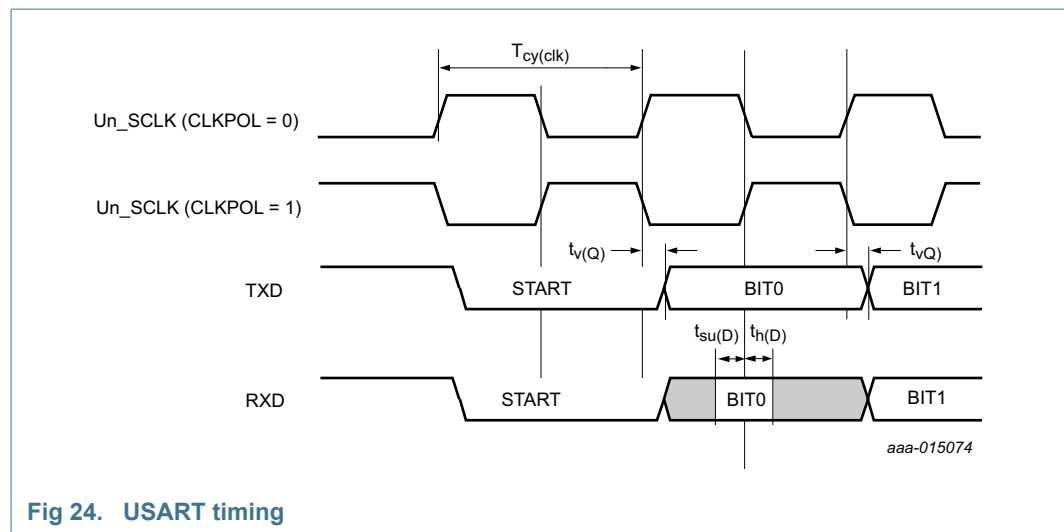 T_cy(clk)
Un_SCLK (CLKPOL = 0)
Un_SCLK (CLKPOL = 1)
t_v(Q)
t_vQ)
TXD
START
BIT0
BIT1
t_su(D)
t_h(D)
RXD
START
BIT0
BIT1
aaa-015074
Fig 24. USART timing